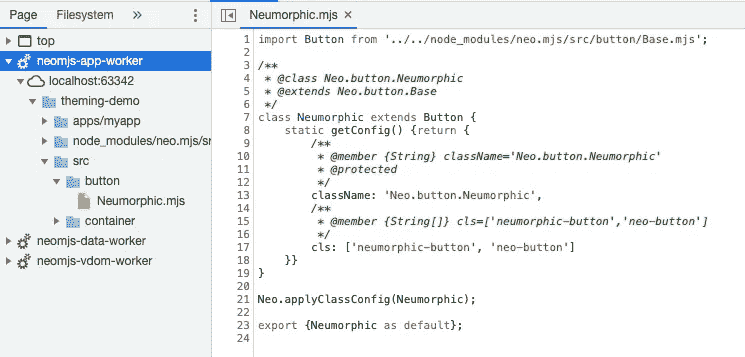 Page Filesystem
Neumorphic.mjs ×
top
neomjs-app-worker
localhost:63342
theming-demo
apps/myapp
node_modules/neo.mjs/sr
src
button
Neumorphic.mjs
container
neomjs-data-worker
neomjs-vdom-worker
1 import Button from '../../node_modules/neo.mjs/src/button/Base.mjs';
2
3 /**
4 * @class Neo.button.Neumorphic
5 * @extends Neo.button.Base
6 */
7 class Neumorphic extends Button {
8 static getConfig() {return {
9 /**
10 * @member {String} className='Neo.button.Neumorphic'
11 * @protected
12 */
13 className: 'Neo.button.Neumorphic',
14 /**
15 * @member {String[]} cls=['neumorphic-button','neo-button']
16 */
17 cls: ['neumorphic-button', 'neo-button']
18 }}
19 }
20
21 Neo.applyClassConfig(Neumorphic);
22
23 export {Neumorphic as default};
24